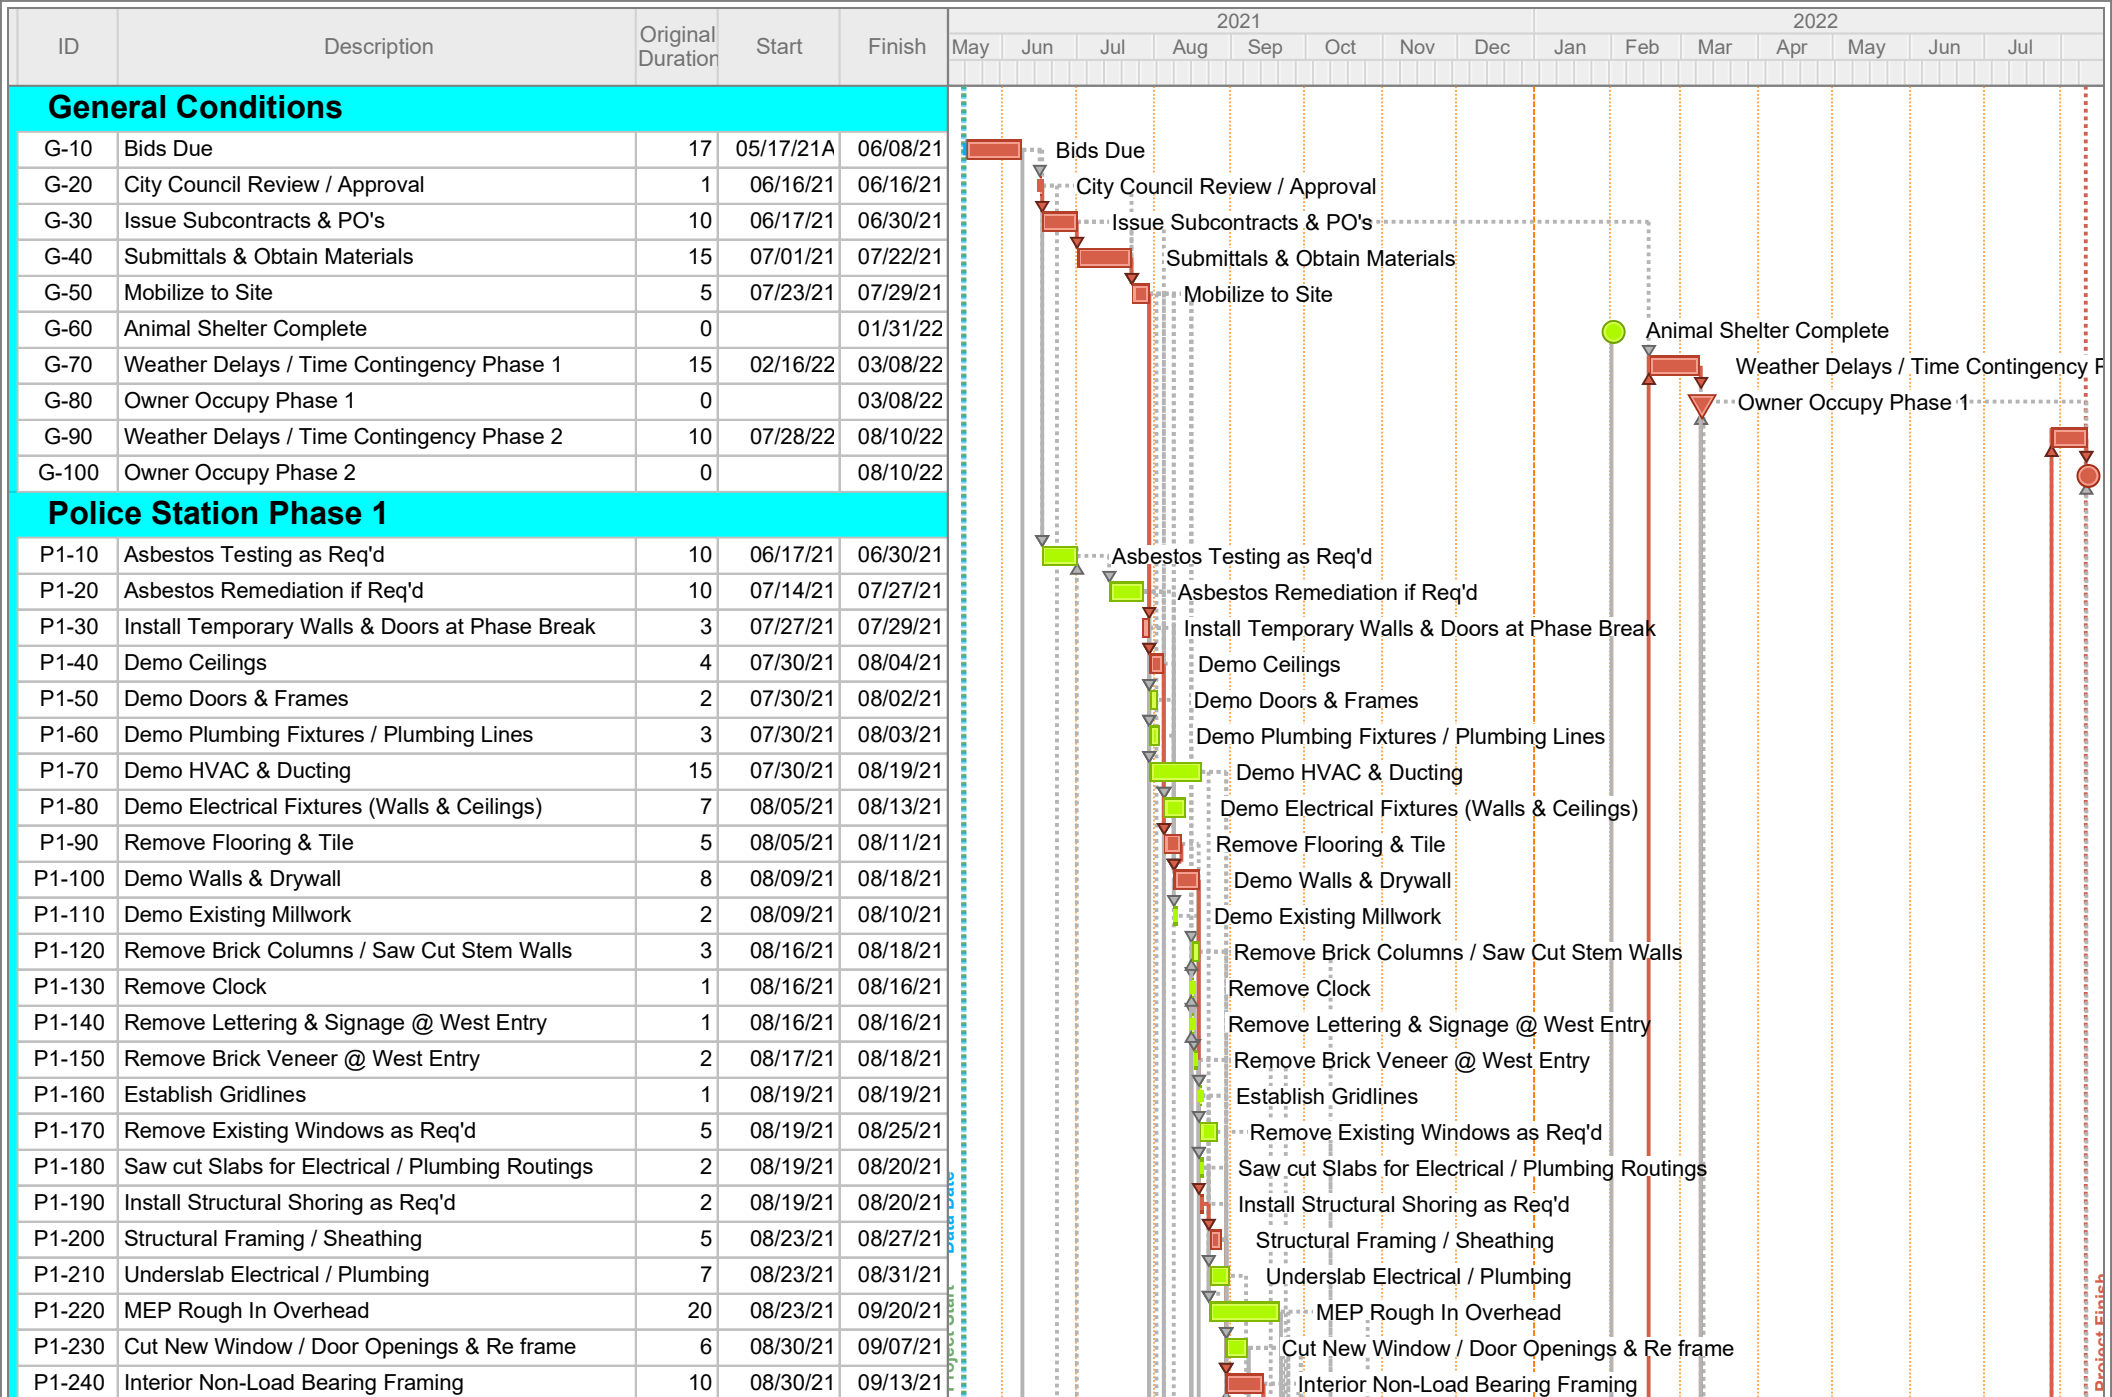 2021 2022
ID Description Original Duration Start Finish May Jun Jul Aug Sep Oct Nov Dec Jan Feb Mar Apr May Jun Jul
General Conditions
G-10 Bids Due 17 05/17/21A 06/08/21 Bids Due
G-20 City Council Review / Approval 1 06/16/21 06/16/21 City Council Review / Approval
G-30 Issue Subcontracts & PO's 10 06/17/21 06/30/21 Issue Subcontracts & PO's
G-40 Submittals & Obtain Materials 15 07/01/21 07/22/21 Submittals & Obtain Materials
G-50 Mobilize to Site 5 07/23/21 07/29/21 Mobilize to Site
G-60 Animal Shelter Complete 0 01/31/22 Animal Shelter Complete
G-70 Weather Delays / Time Contingency Phase 1 15 02/16/22 03/08/22 Weather Delays / Time Contingency
G-80 Owner Occupy Phase 1 0 03/08/22 Owner Occupy Phase 1
G-90 Weather Delays / Time Contingency Phase 2 10 07/28/22 08/10/22
G-100 Owner Occupy Phase 2 0 08/10/22
Police Station Phase 1
P1-10 Asbestos Testing as Req'd 10 06/17/21 06/30/21 Asbestos Testing as Req'd
P1-20 Asbestos Remediation if Req'd 10 07/14/21 07/27/21 Asbestos Remediation if Req'd
P1-30 Install Temporary Walls & Doors at Phase Break 3 07/27/21 07/29/21 Install Temporary Walls & Doors at Phase Break
P1-40 Demo Ceilings 4 07/30/21 08/04/21 Demo Ceilings
P1-50 Demo Doors & Frames 2 07/30/21 08/02/21 Demo Doors & Frames
P1-60 Demo Plumbing Fixtures / Plumbing Lines 3 07/30/21 08/03/21 Demo Plumbing Fixtures / Plumbing Lines
P1-70 Demo HVAC & Ducting 15 07/30/21 08/19/21 Demo HVAC & Ducting
P1-80 Demo Electrical Fixtures (Walls & Ceilings) 7 08/05/21 08/13/21 Demo Electrical Fixtures (Walls & Ceilings)
P1-90 Remove Flooring & Tile 5 08/05/21 08/11/21 Remove Flooring & Tile
P1-100 Demo Walls & Drywall 8 08/09/21 08/18/21 Demo Walls & Drywall
P1-110 Demo Existing Millwork 2 08/09/21 08/10/21 Demo Existing Millwork
P1-120 Remove Brick Columns / Saw Cut Stem Walls 3 08/16/21 08/18/21 Remove Brick Columns / Saw Cut Stem Walls
P1-130 Remove Clock 1 08/16/21 08/16/21 Remove Clock
P1-140 Remove Lettering & Signage @ West Entry 1 08/16/21 08/16/21 Remove Lettering & Signage @ West Entry
P1-150 Remove Brick Veneer @ West Entry 2 08/17/21 08/18/21 Remove Brick Veneer @ West Entry
P1-160 Establish Gridlines 1 08/19/21 08/19/21 Establish Gridlines
P1-170 Remove Existing Windows as Req'd 5 08/19/21 08/25/21 Remove Existing Windows as Req'd
P1-180 Saw cut Slabs for Electrical / Plumbing Routings 2 08/19/21 08/20/21 Saw cut Slabs for Electrical / Plumbing Routings
P1-190 Install Structural Shoring as Req'd 2 08/19/21 08/20/21 Install Structural Shoring as Req'd
P1-200 Structural Framing / Sheathing 5 08/23/21 08/27/21 Structural Framing / Sheathing
P1-210 Underslab Electrical / Plumbing 7 08/23/21 08/31/21 Underslab Electrical / Plumbing
P1-220 MEP Rough In Overhead 20 08/23/21 09/20/21 MEP Rough In Overhead
P1-230 Cut New Window / Door Openings & Re frame 6 08/30/21 09/07/21 Cut New Window / Door Openings & Re frame
P1-240 Interior Non-Load Bearing Framing 10 08/30/21 09/13/21 Interior Non-Load Bearing Framing
Project Finish